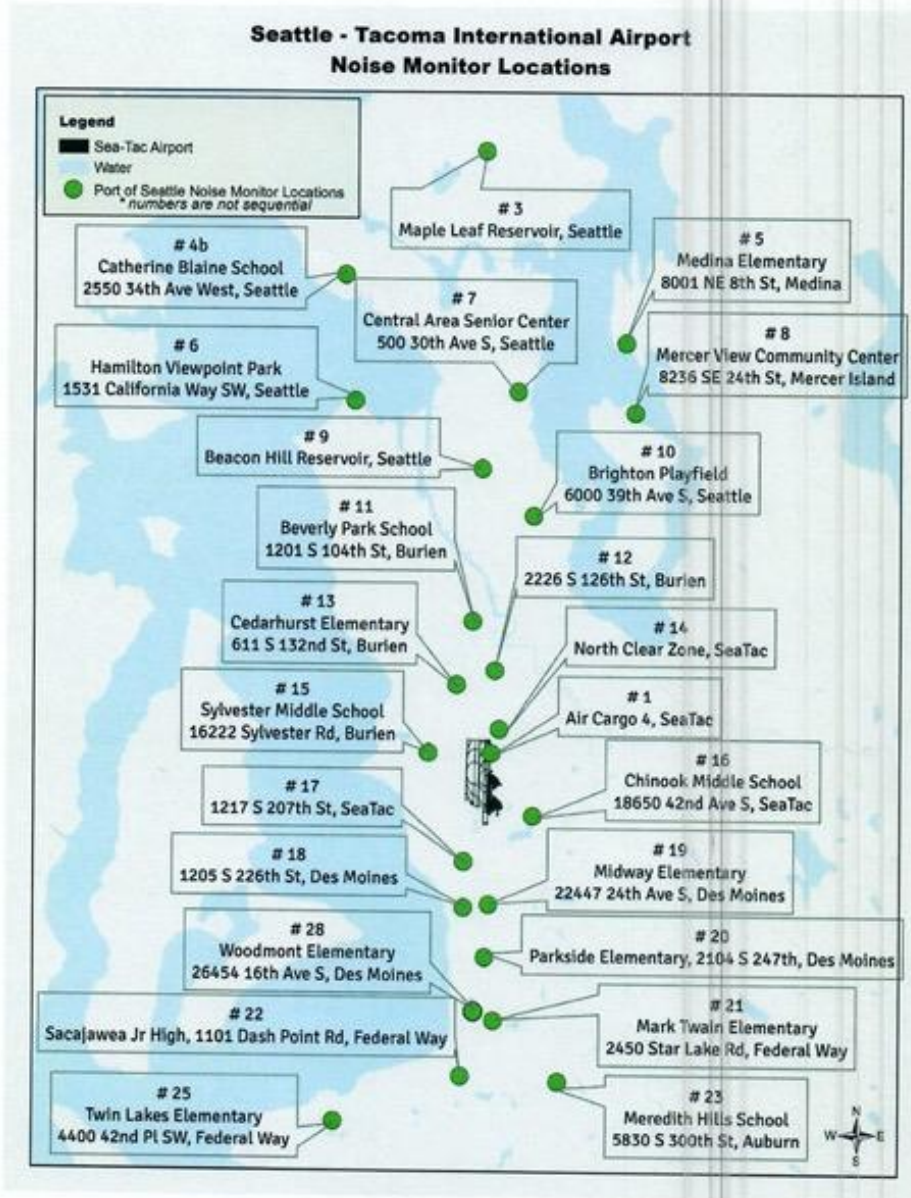 Seattle - Tacoma International Airport
Noise Monitor Locations
Legend
Sea-Tac Airport
Water
Port of Seattle Noise Monitor Locations
* numbers are not sequential
# 3
Maple Leaf Reservoir, Seattle
# 4b
Catherine Blaine School
2550 34th Ave West, Seattle
# 5
Medina Elementary
8001 NE 8th St, Medina
# 7
Central Area Senior Center
500 30th Ave S, Seattle
# 6
Hamilton Viewpoint Park
1531 California Way SW, Seattle
# 8
Mercer View Community Center
8236 SE 24th St, Mercer Island
# 9
Beacon Hill Reservoir, Seattle
# 10
Brighton Playfield
6000 39th Ave S, Seattle
# 11
Beverly Park School
1201 S 104th St, Burien
# 12
2226 S 126th St, Burien
# 13
Cedarhurst Elementary
611 S 132nd St, Burien
# 14
North Clear Zone, SeaTac
# 15
Sylvester Middle School
16222 Sylvester Rd, Burien
# 1
Air Cargo 4, SeaTac
# 16
Chinook Middle School
18650 42nd Ave S, SeaTac
# 17
1217 S 207th St, SeaTac
# 18
1205 S 226th St, Des Moines
# 19
Midway Elementary
22447 24th Ave S, Des Moines
# 28
Woodmont Elementary
26454 16th Ave S, Des Moines
# 20
Parkside Elementary, 2104 S 247th, Des Moines
# 22
Sacajawea Jr High, 1101 Dash Point Rd, Federal Way
# 21
Mark Twain Elementary
2450 Star Lake Rd, Federal Way
# 25
Twin Lakes Elementary
4400 42nd Pl SW, Federal Way
# 23
Meredith Hills School
5830 S 300th St, Auburn
N
W E
S